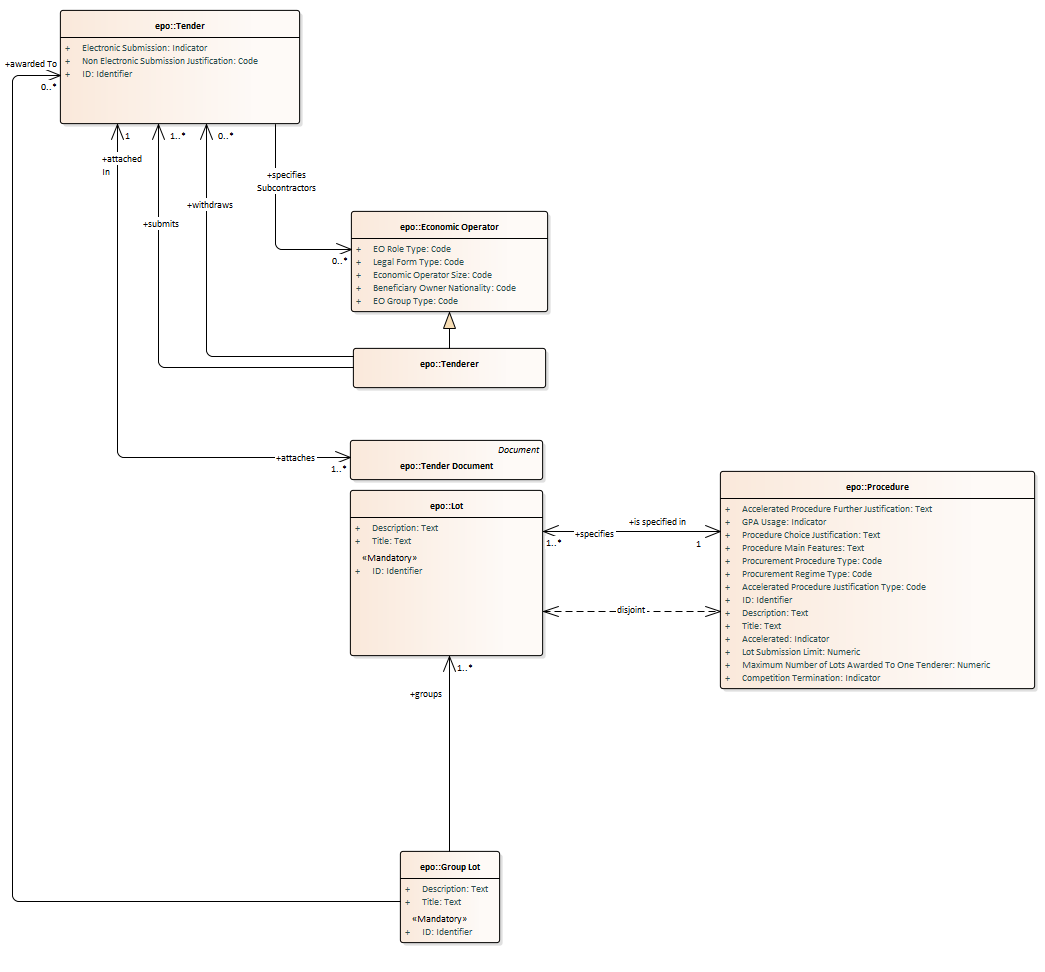 epo::Tender
+ Electronic Submission: Indicator
+ Non Electronic Submission Justification: Code
+ ID: Identifier
+awarded To
0..*
1
1..*
0..*
+attached
In
+specifies
Subcontractors
+withdraws
+submits
epo::Economic Operator
+ EO Role Type: Code
+ Legal Form Type: Code
+ Economic Operator Size: Code
+ Beneficiary Owner Nationality: Code
+ EO Group Type: Code
0..*
epo::Tenderer
Document
epo::Tender Document
+attaches
1..*
epo::Lot
+ Description: Text
+ Title: Text
«Mandatory»
+ ID: Identifier
+is specified in
+specifies
1..*
1
disjoint
epo::Procedure
+ Accelerated Procedure Further Justification: Text
+ GPA Usage: Indicator
+ Procedure Choice Justification: Text
+ Procedure Main Features: Text
+ Procurement Procedure Type: Code
+ Procurement Regime Type: Code
+ Accelerated Procedure Justification Type: Code
+ ID: Identifier
+ Description: Text
+ Title: Text
+ Accelerated: Indicator
+ Lot Submission Limit: Numeric
+ Maximum Number of Lots Awarded To One Tenderer: Numeric
+ Competition Termination: Indicator
1..*
+groups
epo::Group Lot
+ Description: Text
+ Title: Text
«Mandatory»
+ ID: Identifier